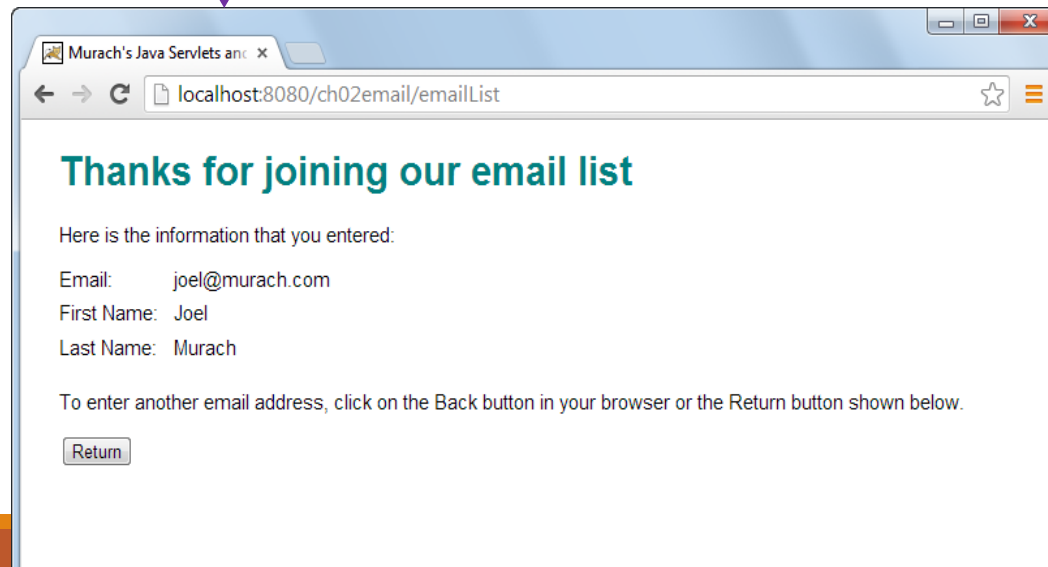 Murach's Java Servlets and
localhost:8080/ch02email/emailList
Thanks for joining our email list
Here is the information that you entered:
Email: joel@murach.com
First Name: Joel
Last Name: Murach
To enter another email address, click on the Back button in your browser or the Return button shown below.
Return